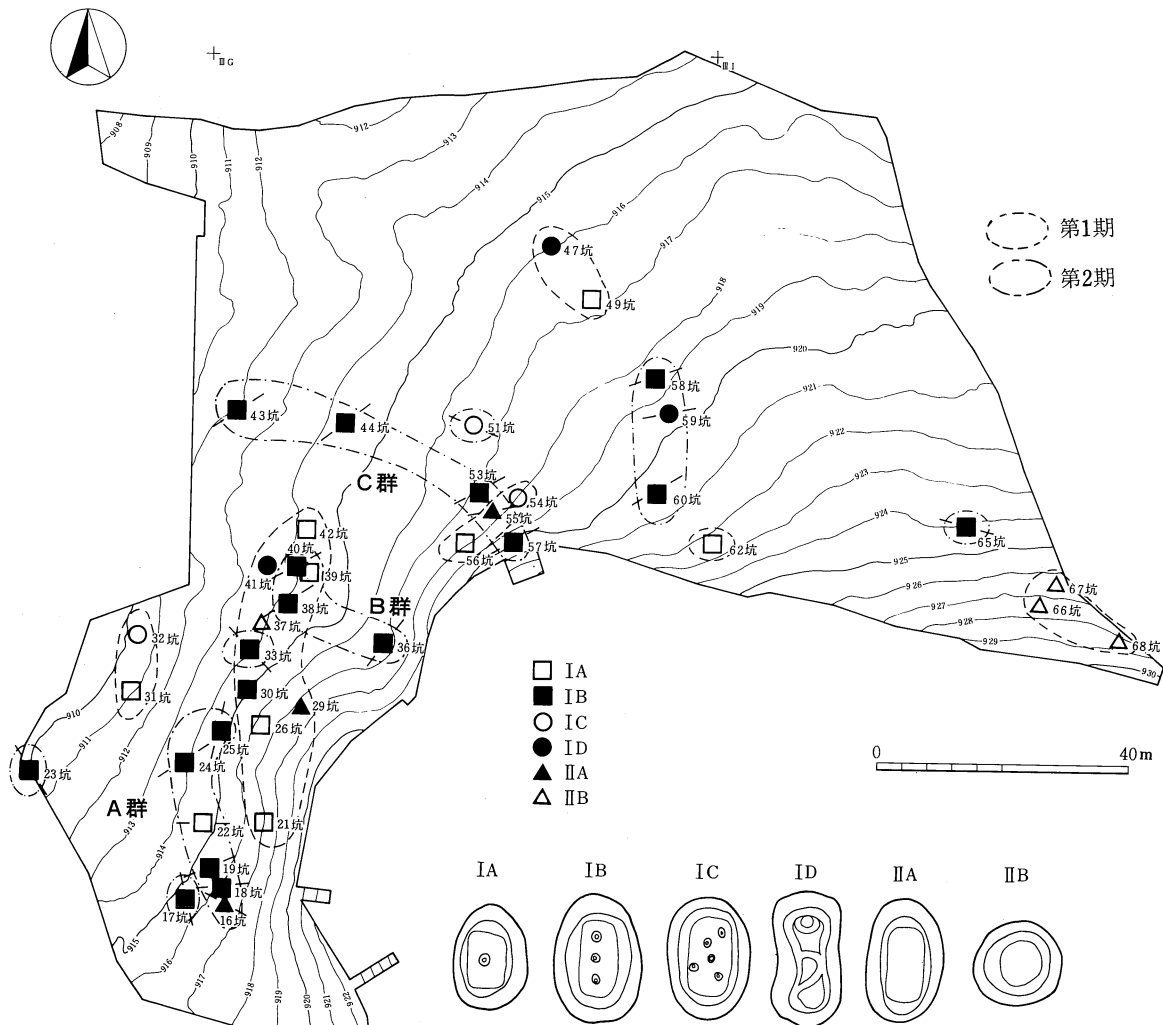 ⅢG
ⅢI
908
909
910
911
912
912
913
914
915
916
917
918
919
920
921
922
923
924
925
926
927
928
929
930
第1期
第2期
47坑
49坑
58坑
59坑
60坑
43坑
44坑
51坑
53坑
54坑
55坑
56坑
57坑
62坑
65坑
67坑
66坑
68坑
C群
42坑
40坑
39坑
41坑
38坑
B群
37坑
36坑
33坑
32坑
31坑
30坑
29坑
26坑
25坑
24坑
23坑
A群
22坑
21坑
19坑
18坑
17坑
16坑
910
911
912
913
914
915
916
917
918
919
920
921
922
ⅠA
ⅠB
ⅠC
ⅠD
ⅡA
ⅡB
0 40m
ⅠA ⅠB ⅠC ⅠD ⅡA ⅡB